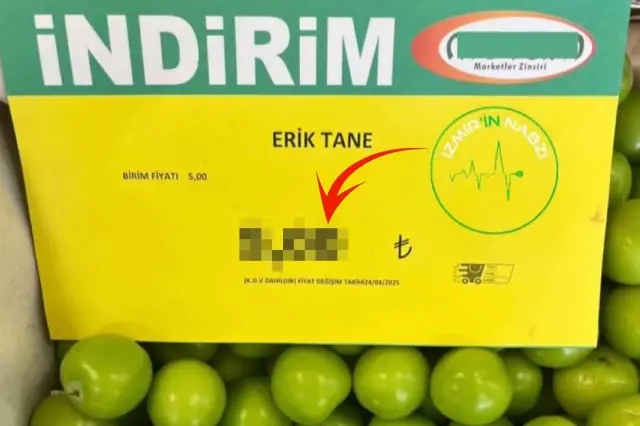 İNDİRİM
Marketler Zinciri
ERİK TANE
İZMİR'İN NABZI
BİRİM FİYATI 5,00
₺
(K.D.V DAHİLDİR) FİYAT DEĞİŞİM TARİHİ24/04/2025